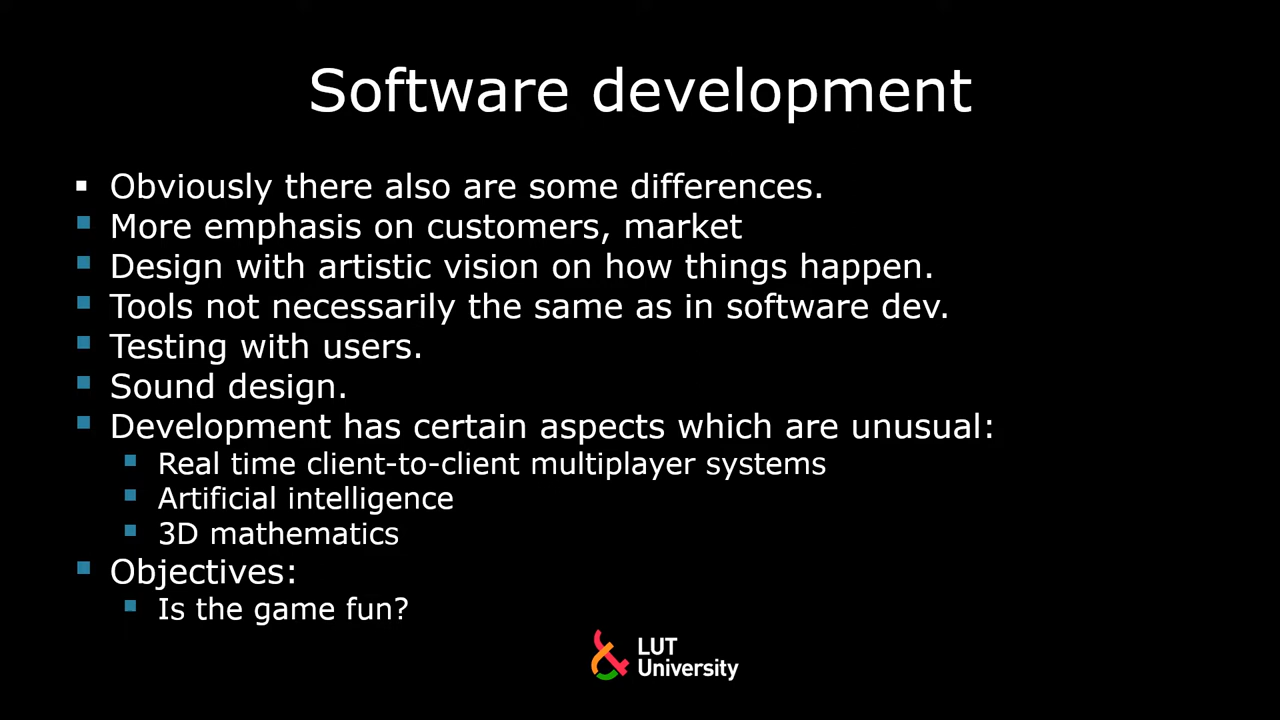 Software development
Obviously there also are some differences.
More emphasis on customers, market
Design with artistic vision on how things happen.
Tools not necessarily the same as in software dev.
Testing with users.
Sound design.
Development has certain aspects which are unusual:
Real time client-to-client multiplayer systems
Artificial intelligence
3D mathematics
Objectives:
Is the game fun?
LUT
University